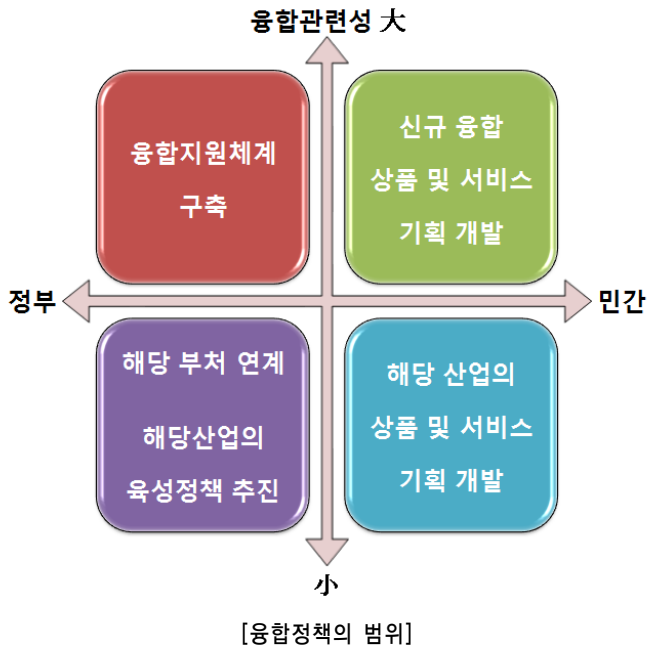 융합관련성 大
융합지원체계
구축
신규 융합
상품 및 서비스
기획 개발
정부
민간
해당 부처 연계
해당산업의
육성정책 추진
해당 산업의
상품 및 서비스
기획 개발
小
[융합정책의 범위]